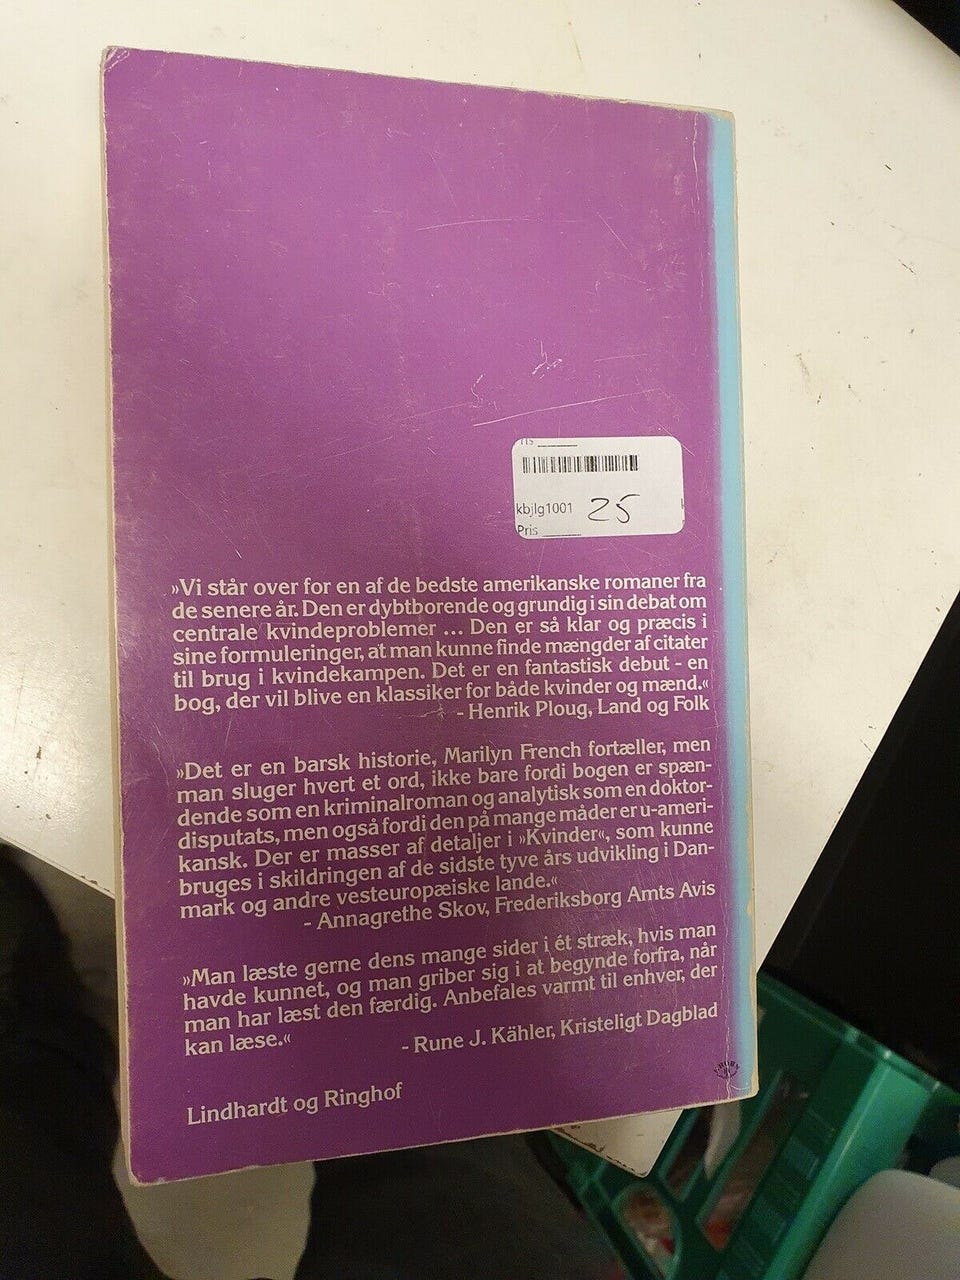 ris ________
kbjlg1001 25
Pris ________
»Vi står over for en af de bedste amerikanske romaner fra
de senere år. Den er dybtborende og grundig i sin debat om
centrale kvindeproblemer ... Den er så klar og præcis i
sine formuleringer, at man kunne finde mængder af citater
til brug i kvindekampen. Det er en fantastisk debut - en
bog, der vil blive en klassiker for både kvinder og mænd.«
- Henrik Ploug, Land og Folk
»Det er en barsk historie, Marilyn French fortæller, men
man sluger hvert et ord, ikke bare fordi bogen er spæn-
dende som en kriminalroman og analytisk som en doktor-
disputats, men også fordi den på mange måder er u-ameri-
kansk. Der er masser af detaljer i »Kvinder«, som kunne
bruges i skildringen af de sidste tyve års udvikling i Dan-
mark og andre vesteuropæiske lande.«
- Annagrethe Skov, Frederiksborg Amts Avis
»Man læste gerne dens mange sider i ét stræk, hvis man
havde kunnet, og man griber sig i at begynde forfra, når
man har læst den færdig. Anbefales varmt til enhver, der
kan læse.«
- Rune J. Kähler, Kristeligt Dagblad
Lindhardt og Ringhof